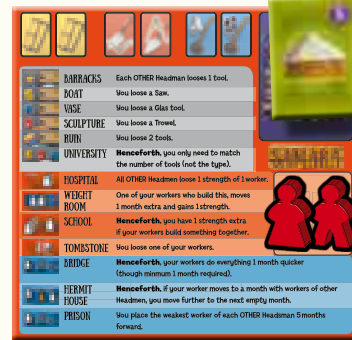 BARRACKS Each OTHER Headman looses 1 tool.
BOAT You loose a Saw.
VASE You loose a Glas tool.
SCULPTURE You loose a Trowel.
RUIN You loose 2 tools.
UNIVERSITY Henceforth, you only need to match
the number of tools (not the type).
HOSPITAL All OTHER Headmen loose 1 strength of 1 worker.
WEIGHT ROOM One of your workers who build this, moves
1 month extra and gains 1 strength.
SCHOOL Henceforth, you have 1 strength extra
if your workers build something together.
TOMBSTONE You loose one of your workers.
BRIDGE Henceforth, your workers do everything 1 month quicker
(though minimum 1 month required).
HERMIT HOUSE Henceforth, if your worker moves to a month with workers of other
Headmen, you move further to the next empty month.
PRISON You place the weakest worker of each OTHER Headsman 5 months
forward.